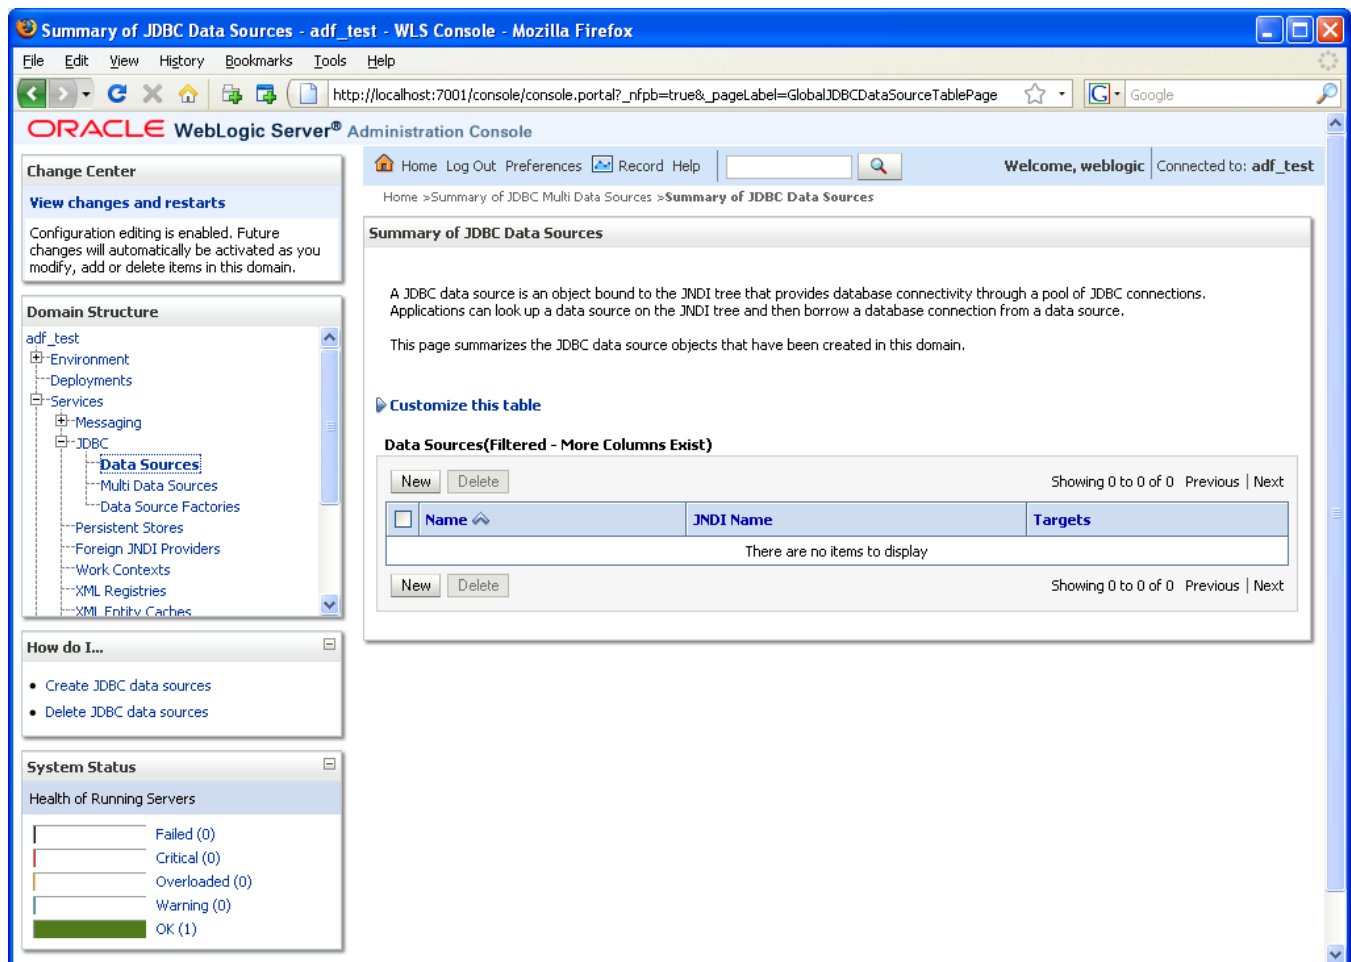 Summary of JDBC Data Sources - adf_test - WLS Console - Mozilla Firefox
File Edit View History Bookmarks Tools Help
http://localhost:7001/console/console.portal?_nfpb=true&_pageLabel=GlobalJDBCDataSourceTablePage
G Google
ORACLE WebLogic Server® Administration Console
Change Center
View changes and restarts
Configuration editing is enabled. Future
changes will automatically be activated as you
modify, add or delete items in this domain.
Domain Structure
adf_test
Environment
Deployments
Services
Messaging
JDBC
Data Sources
Multi Data Sources
Data Source Factories
Persistent Stores
Foreign JNDI Providers
Work Contexts
XML Registries
XML Entity Caches
How do I...
Create JDBC data sources
Delete JDBC data sources
System Status
Health of Running Servers
Failed (0)
Critical (0)
Overloaded (0)
Warning (0)
OK (1)
Home Log Out Preferences Record Help
Welcome, weblogic Connected to: adf_test
Home >Summary of JDBC Multi Data Sources >Summary of JDBC Data Sources
Summary of JDBC Data Sources
A JDBC data source is an object bound to the JNDI tree that provides database connectivity through a pool of JDBC connections.
Applications can look up a data source on the JNDI tree and then borrow a database connection from a data source.
This page summarizes the JDBC data source objects that have been created in this domain.
Customize this table
Data Sources(Filtered - More Columns Exist)
New Delete Showing 0 to 0 of 0 Previous | Next
Name JNDI Name Targets
There are no items to display
New Delete Showing 0 to 0 of 0 Previous | Next